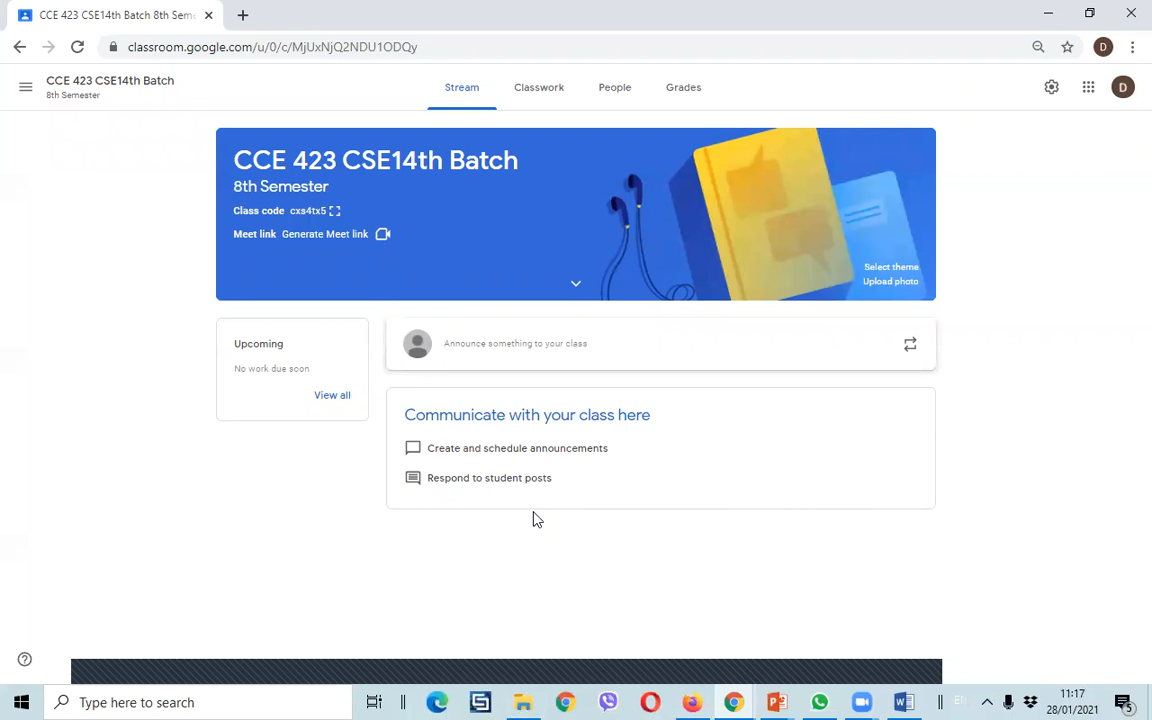 CCE 423 CSE14th Batch 8th Sem
classroom.google.com/u/0/c/MjUxNjQ2NDU1ODQy
D
CCE 423 CSE14th Batch
8th Semester
Stream
Classwork
People
Grades
D
CCE 423 CSE14th Batch
8th Semester
Class code cxs4tx5
Meet link Generate Meet link
Select theme
Upload photo
Upcoming
No work due soon
View all
Announce something to your class
Communicate with your class here
Create and schedule announcements
Respond to student posts
Type here to search
EN
11:17
28/01/2021
5